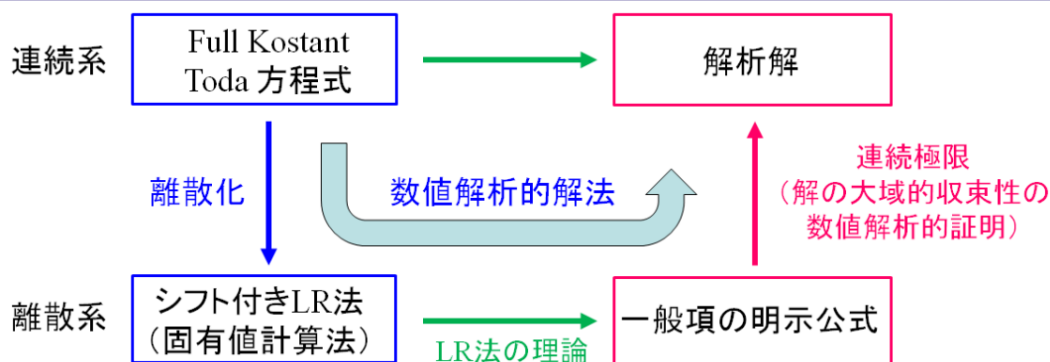 連続系
Full Kostant
Toda 方程式
解析解
離散化
数値解析的解法
連続極限
(解の大域的収束性の
数値解析的証明)
離散系
シフト付きLR法
(固有値計算法)
LR法の理論
一般項の明示公式